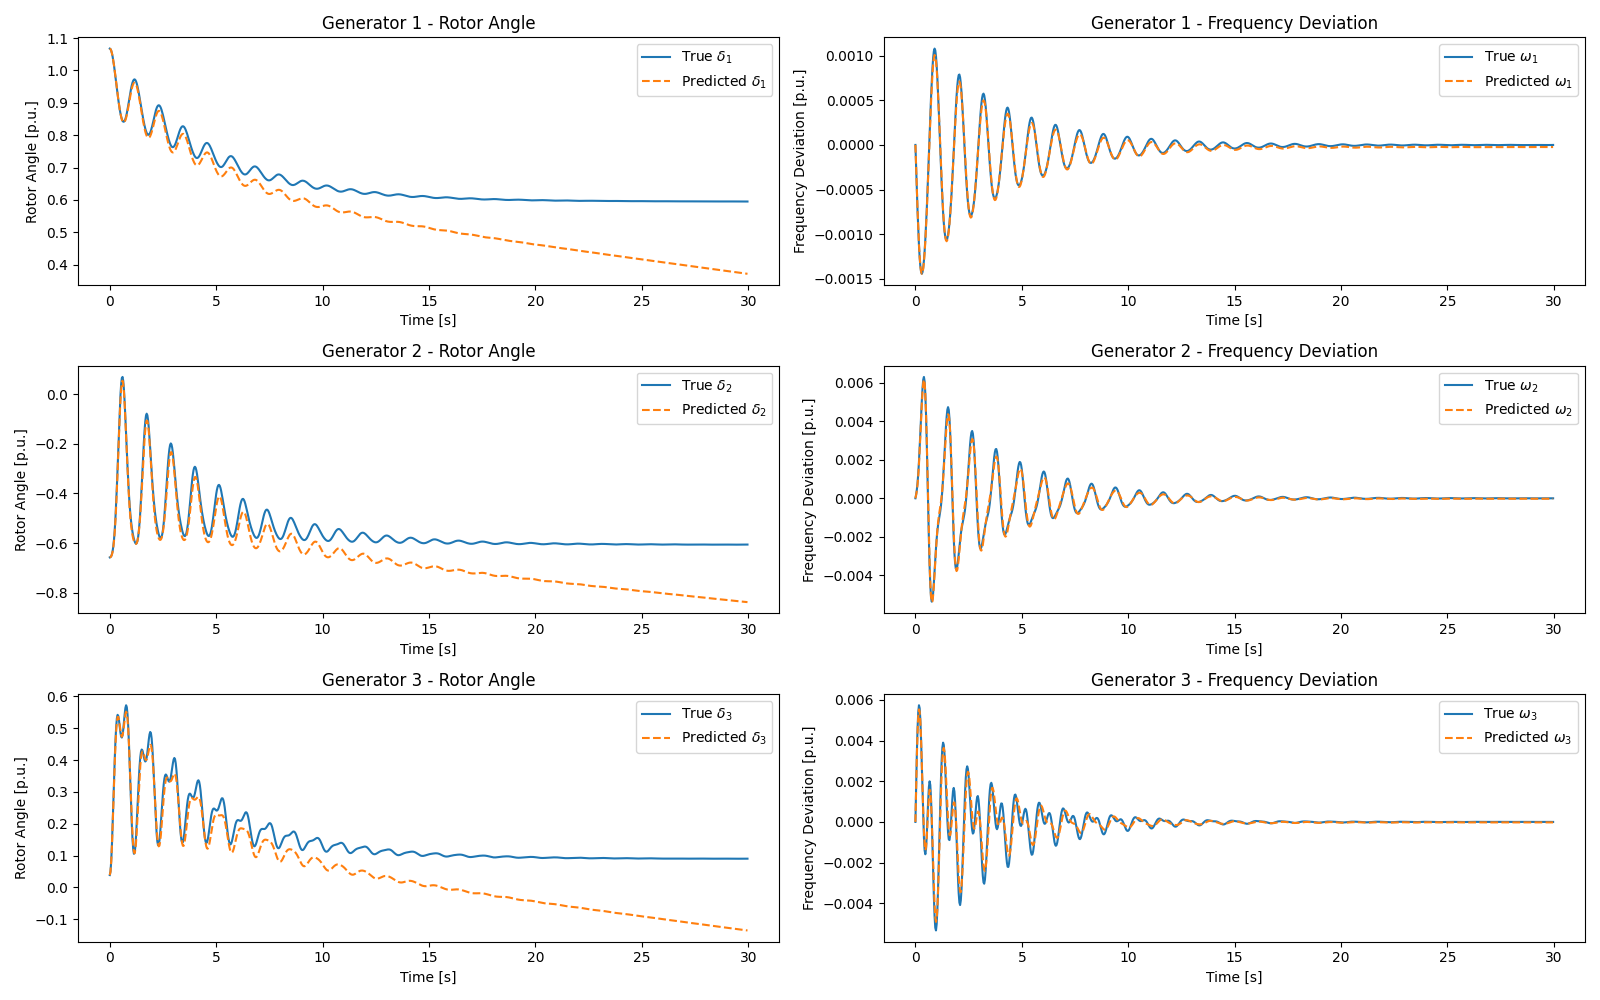 Generator 1 - Rotor Angle
Rotor Angle [p.u.]
1.1
1.0
0.9
0.8
0.7
0.6
0.5
0.4
True δ1
Predicted δ1
0 5 10 15 20 25 30
Time [s]
Generator 1 - Frequency Deviation
Frequency Deviation [p.u.]
0.0010
0.0005
0.0000
−0.0005
−0.0010
−0.0015
True ω1
Predicted ω1
0 5 10 15 20 25 30
Time [s]
Generator 2 - Rotor Angle
Rotor Angle [p.u.]
0.0
−0.2
−0.4
−0.6
−0.8
True δ2
Predicted δ2
0 5 10 15 20 25 30
Time [s]
Generator 2 - Frequency Deviation
Frequency Deviation [p.u.]
0.006
0.004
0.002
0.000
−0.002
−0.004
True ω2
Predicted ω2
0 5 10 15 20 25 30
Time [s]
Generator 3 - Rotor Angle
Rotor Angle [p.u.]
0.6
0.5
0.4
0.3
0.2
0.1
0.0
−0.1
True δ3
Predicted δ3
0 5 10 15 20 25 30
Time [s]
Generator 3 - Frequency Deviation
Frequency Deviation [p.u.]
0.006
0.004
0.002
0.000
−0.002
−0.004
True ω3
Predicted ω3
0 5 10 15 20 25 30
Time [s]